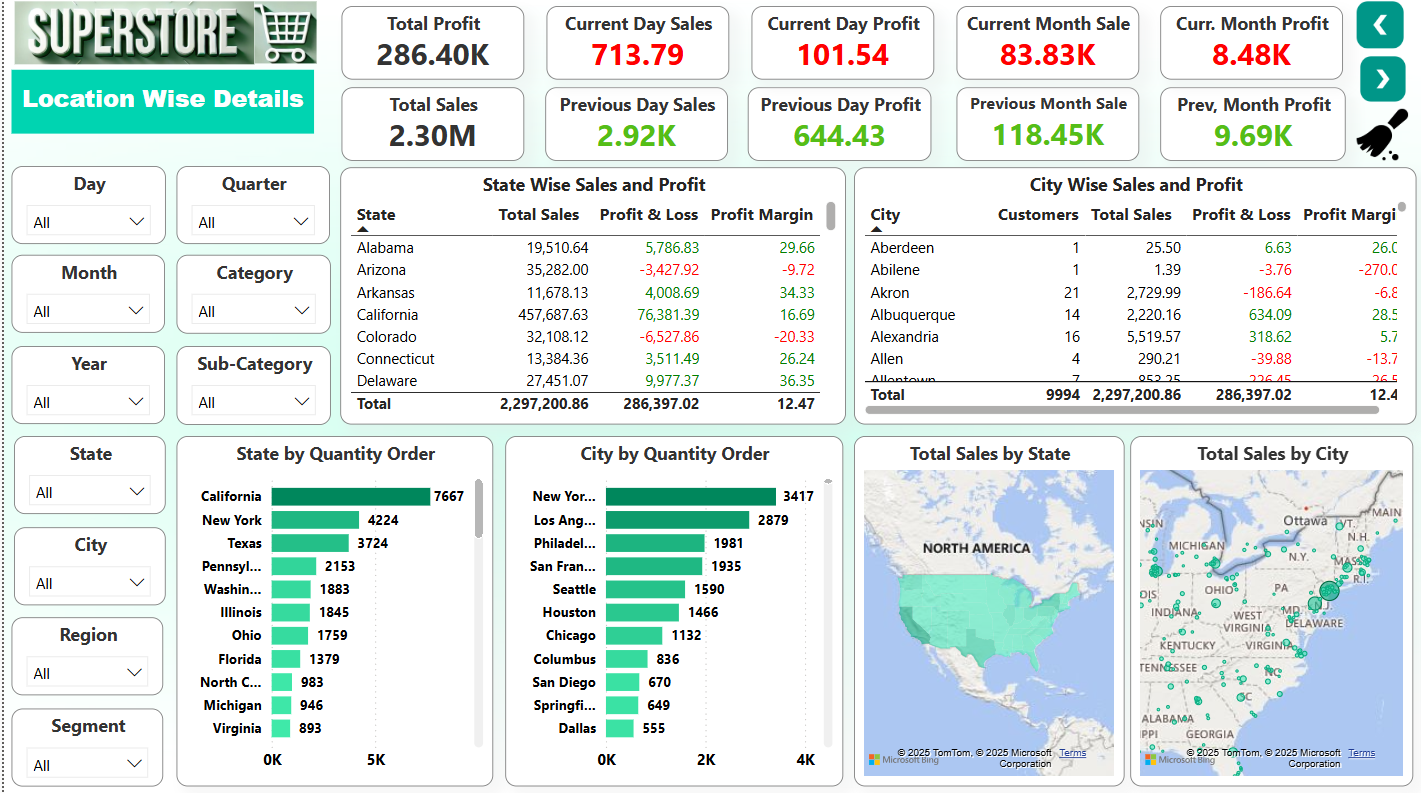 SUPERSTORE
Location Wise Details
Total Profit
286.40K
Current Day Sales
713.79
Current Day Profit
101.54
Current Month Sale
83.83K
Curr. Month Profit
8.48K
Total Sales
2.30M
Previous Day Sales
2.92K
Previous Day Profit
644.43
Previous Month Sale
118.45K
Prev, Month Profit
9.69K
Day
All
Quarter
All
Month
All
Category
All
Year
All
Sub-Category
All
State
All
City
All
Region
All
Segment
All
State Wise Sales and Profit
State Total Sales Profit & Loss Profit Margin
Alabama 19,510.64 5,786.83 29.66
Arizona 35,282.00 -3,427.92 -9.72
Arkansas 11,678.13 4,008.69 34.33
California 457,687.63 76,381.39 16.69
Colorado 32,108.12 -6,527.86 -20.33
Connecticut 13,384.36 3,511.49 26.24
Delaware 27,451.07 9,977.37 36.35
Total 2,297,200.86 286,397.02 12.47
City Wise Sales and Profit
City Customers Total Sales Profit & Loss Profit Margi
Aberdeen 1 25.50 6.63 26.0
Abilene 1 1.39 -3.76 -270.0
Akron 21 2,729.99 -186.64 -6.8
Albuquerque 14 2,220.16 634.09 28.5
Alexandria 16 5,519.57 318.62 5.7
Allen 4 290.21 -39.88 -13.7
Allentown 7 853.25 -226.45 -26.5
Total 9994 2,297,200.86 286,397.02 12.4
State by Quantity Order
California 7667
New York 4224
Texas 3724
Pennsyl... 2153
Washin... 1883
Illinois 1845
Ohio 1759
Florida 1379
North C... 983
Michigan 946
Virginia 893
0K 5K
City by Quantity Order
New Yor... 3417
Los Ang... 2879
Philadel... 1981
San Fran... 1935
Seattle 1590
Houston 1466
Chicago 1132
Columbus 836
San Diego 670
Springfi... 649
Dallas 555
0K 2K 4K
Total Sales by State
NORTH AMERICA
Microsoft Bing
© 2025 TomTom, © 2025 Microsoft Terms
Corporation
Total Sales by City
Ottawa
MAIN
NSIN
VT.
MICHIGAN
N.H.
N.Y.
MASS
R.I.
OIS
OHIO
PA
INDIANA
MD.
N.J.
WEST
VIRGINIA
DELAWARE
KENTUCKY
VIRGINIA
TENNESSEE
NC
SC
ALABAMA
PPI
GEORGIA
Microsoft Bing
© 2025 TomTom, © 2025 Microsoft Terms
Corporation